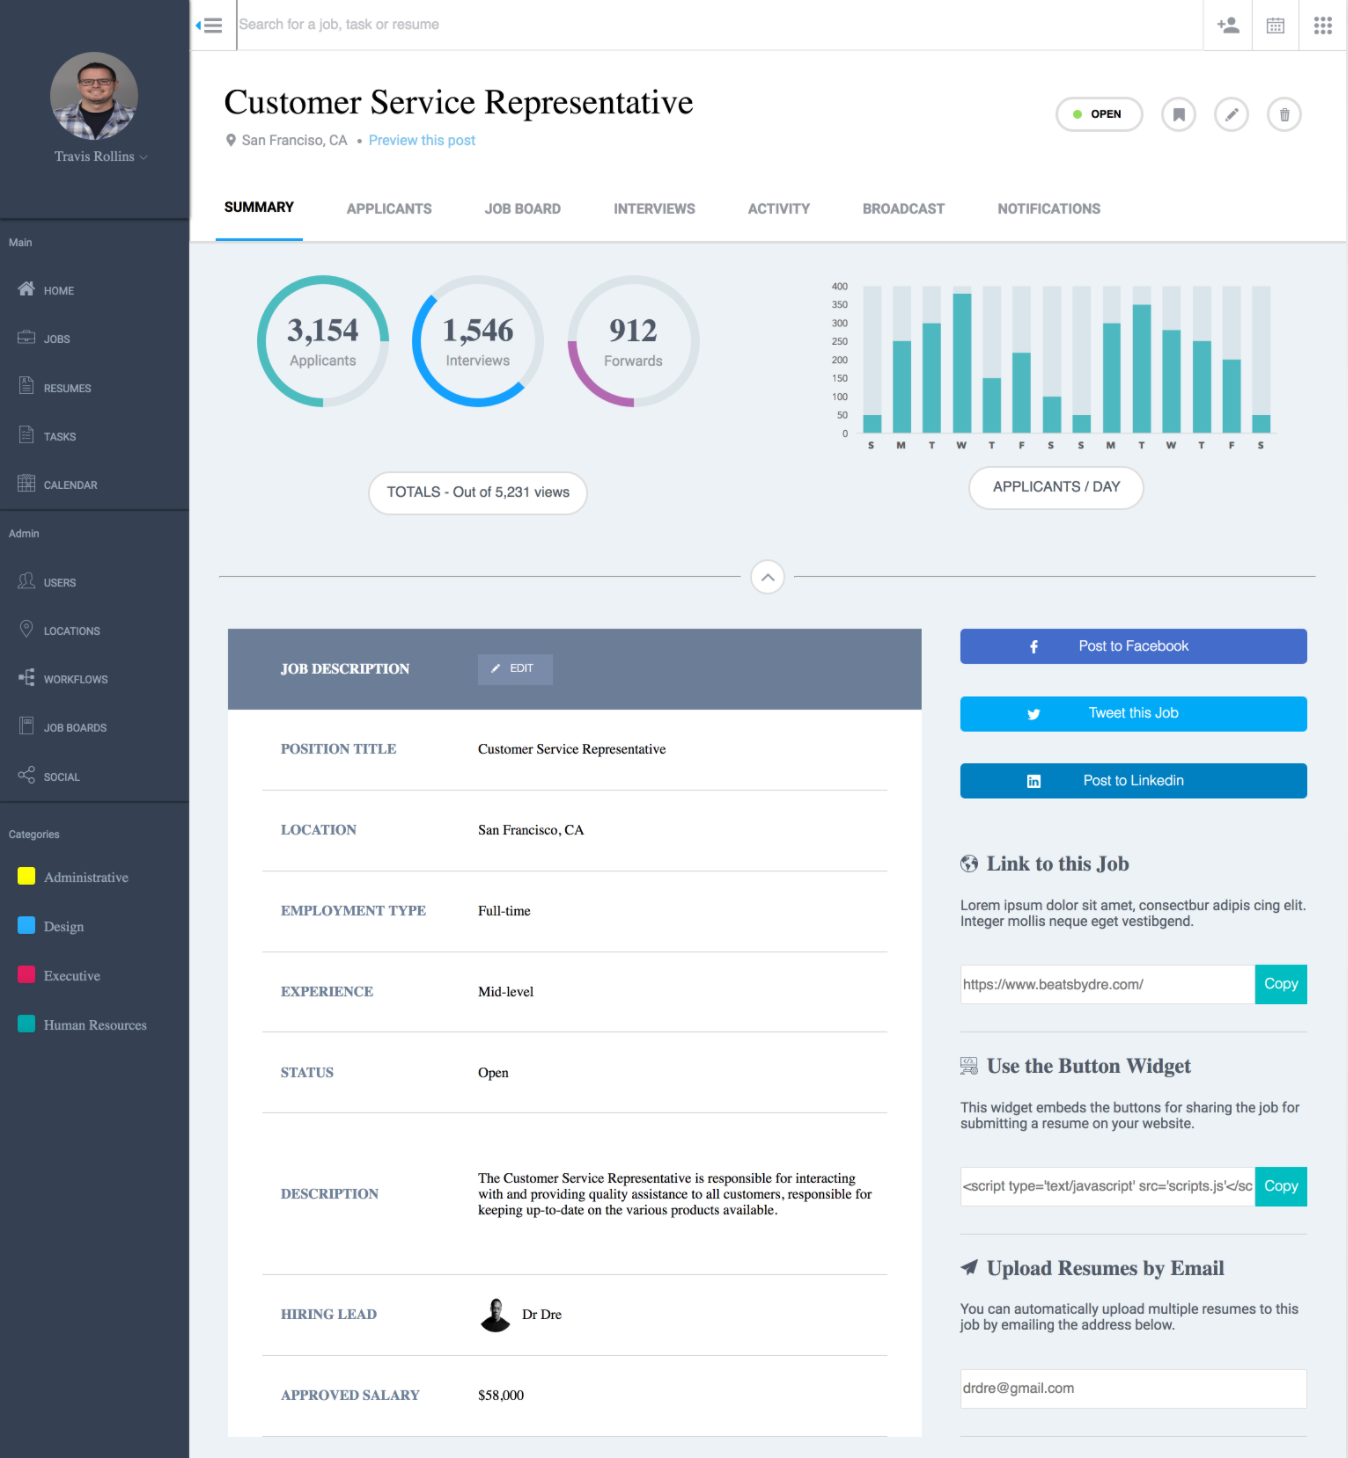 Search for a job, task or resume
Travis Rollins
Customer Service Representative
San Franciso, CA • Preview this post
OPEN
SUMMARY APPLICANTS JOB BOARD INTERVIEWS ACTIVITY BROADCAST NOTIFICATIONS
Main
HOME
JOBS
RESUMES
TASKS
CALENDAR
Admin
USERS
LOCATIONS
WORKFLOWS
JOB BOARDS
SOCIAL
Categories
Administrative
Design
Executive
Human Resources
3,154
Applicants
1,546
Interviews
912
Forwards
TOTALS - Out of 5,231 views
400
350
300
250
200
150
100
50
0
S M T W T F S S M T W T F S
APPLICANTS / DAY
JOB DESCRIPTION EDIT
POSITION TITLE Customer Service Representative
LOCATION San Francisco, CA
EMPLOYMENT TYPE Full-time
EXPERIENCE Mid-level
STATUS Open
DESCRIPTION
The Customer Service Representative is responsible for interacting
with and providing quality assistance to all customers, responsible for
keeping up-to-date on the various products available.
HIRING LEAD Dr Dre
APPROVED SALARY $58,000
Post to Facebook
Tweet this Job
Post to Linkedin
Link to this Job
Lorem ipsum dolor sit amet, consectbur adipis cing elit.
Integer mollis neque eget vestibgend.
https://www.beatsbydre.com/ Copy
Use the Button Widget
This widget embeds the buttons for sharing the job for
submitting a resume on your website.
<script type='text/javascript' src='scripts.js'</sc Copy
Upload Resumes by Email
You can automatically upload multiple resumes to this
job by emailing the address below.
drdre@gmail.com